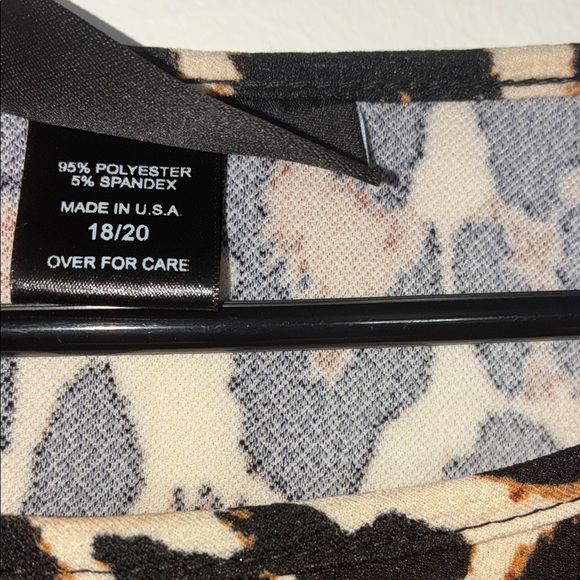 95% POLYESTER
5% SPANDEX
MADE IN U.S.A
18/20
OVER FOR CARE